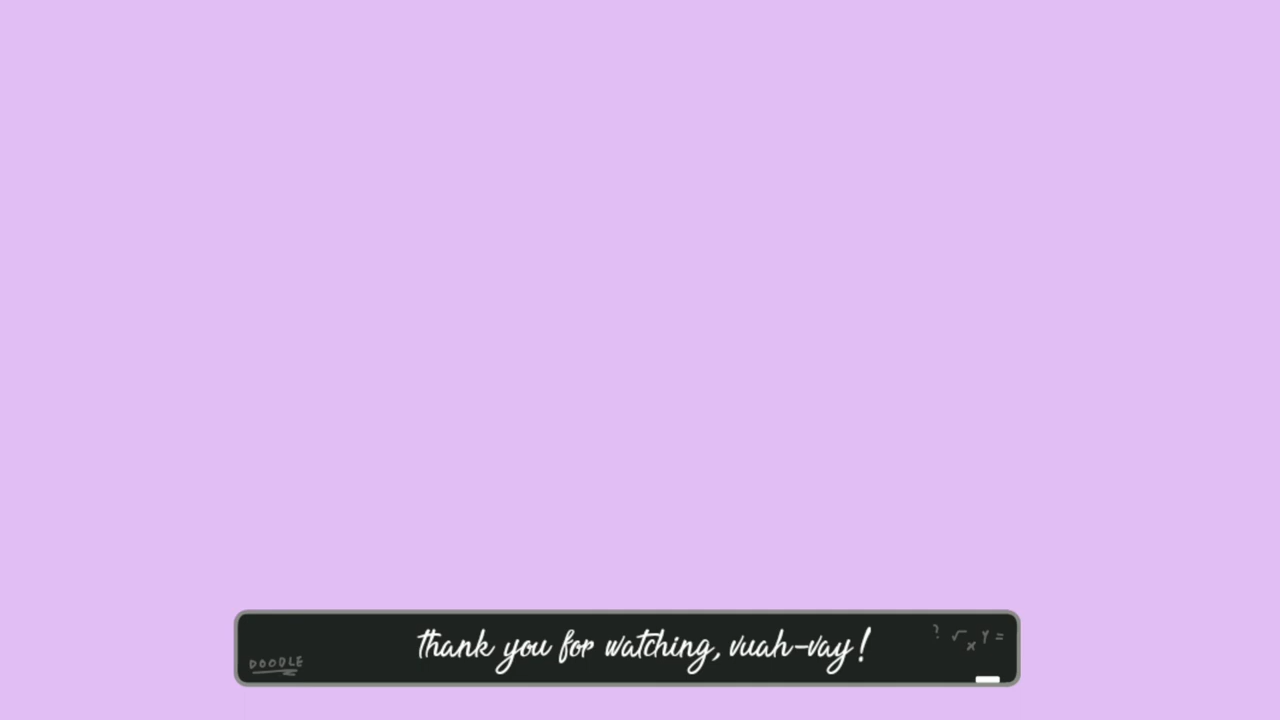 thank you for watching, vuah-vay!
? √x y =
DOODLE